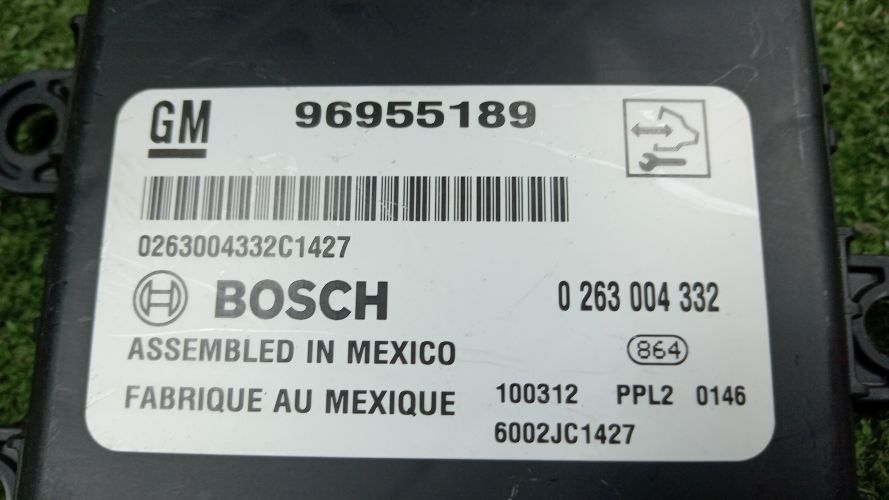 GM 96955189
0263004332C1427
BOSCH 0 263 004 332
ASSEMBLED IN MEXICO 864
FABRIQUE AU MEXIQUE 100312 PPL2 0146
6002JC1427